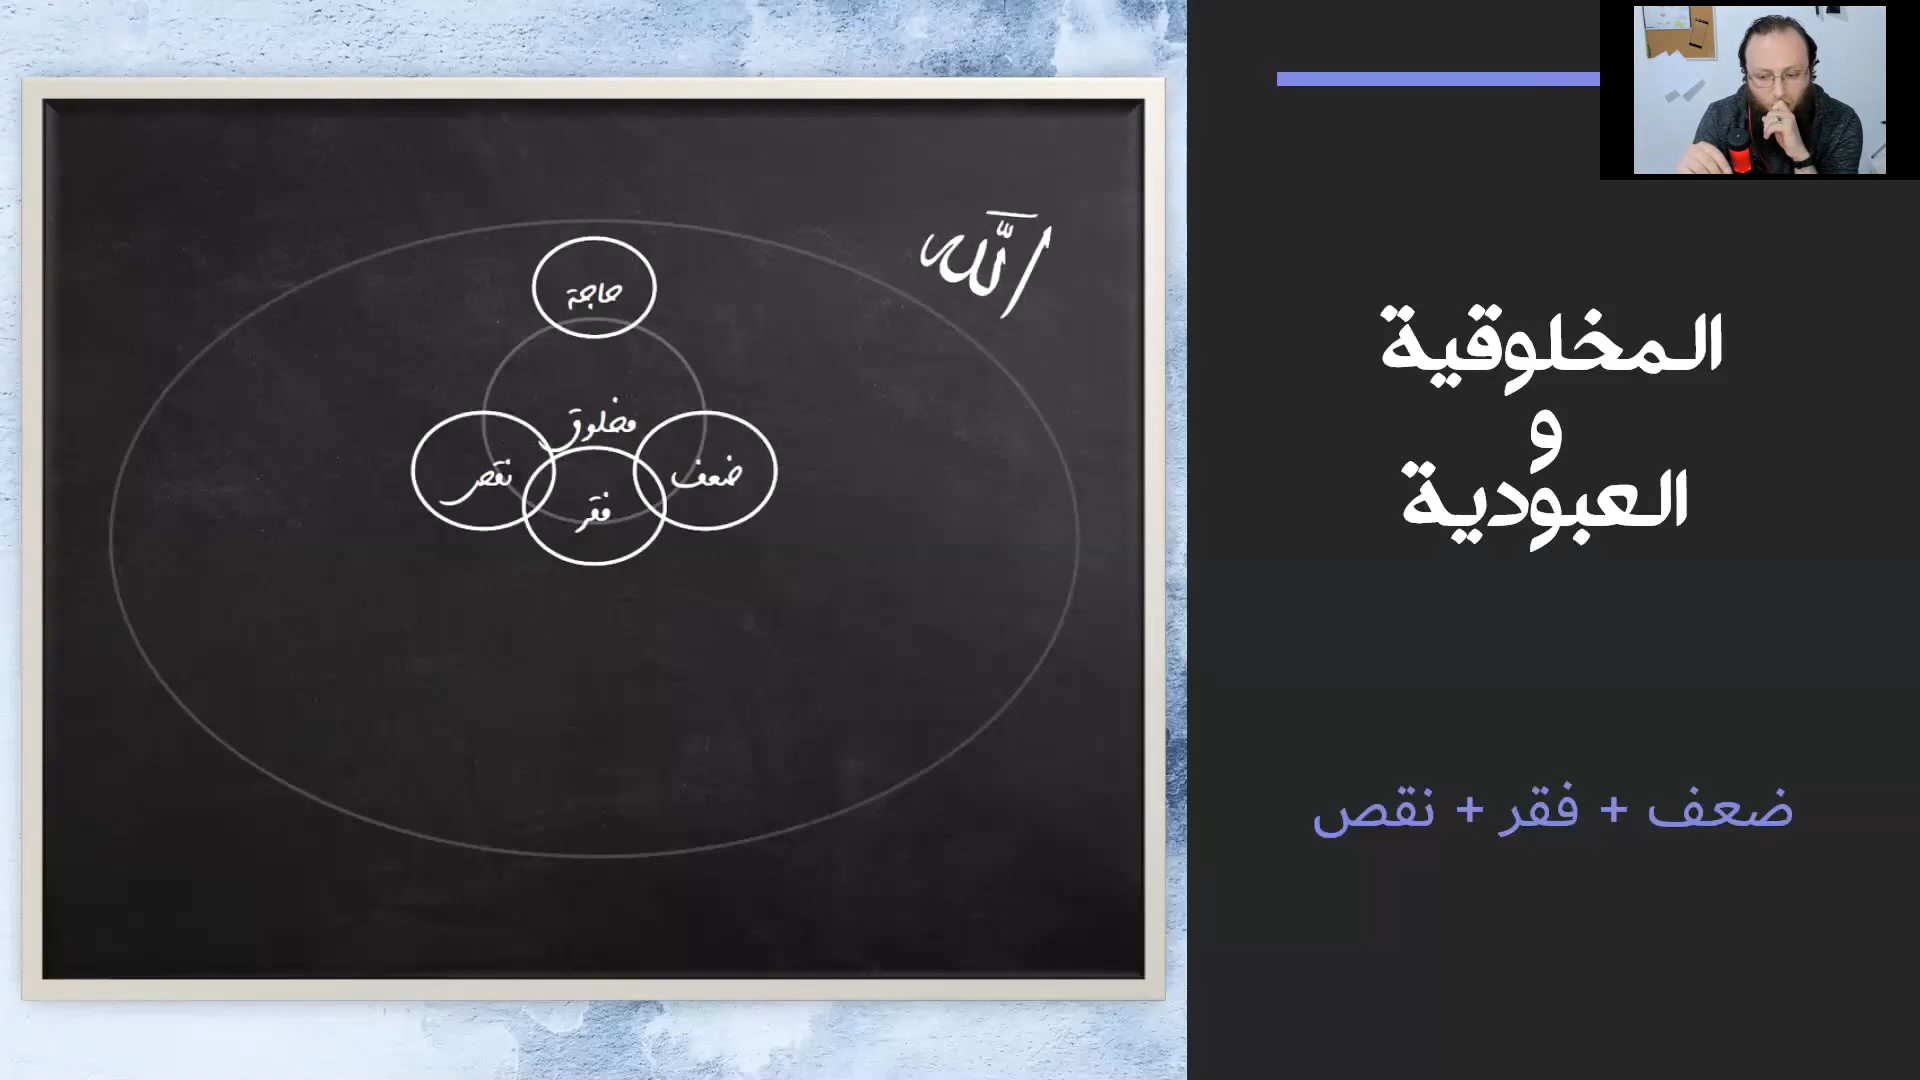 الله
حاجة
مخلوق
ضعف
نقص
فقر
المخلوقية
و
العبودية
ضعف + فقر + نقص